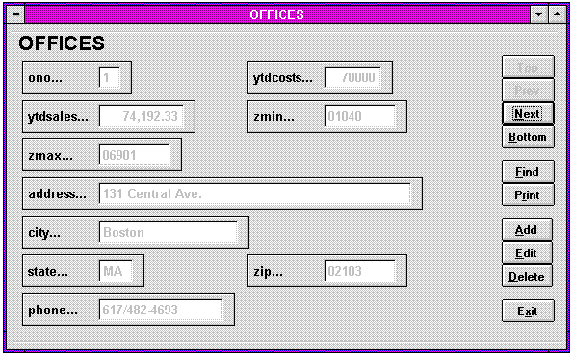 OFFICES
OFFICES
ono... 1 ytdcosts... 70000
ytdsales... 74,192.33 zmin... 01040
zmax... 06901
address... 131 Central Ave.
city... Boston
state... MA zip... 02103
phone... 617/482-4693
Top
Prev
Next
Bottom
Find
Print
Add
Edit
Delete
Exit